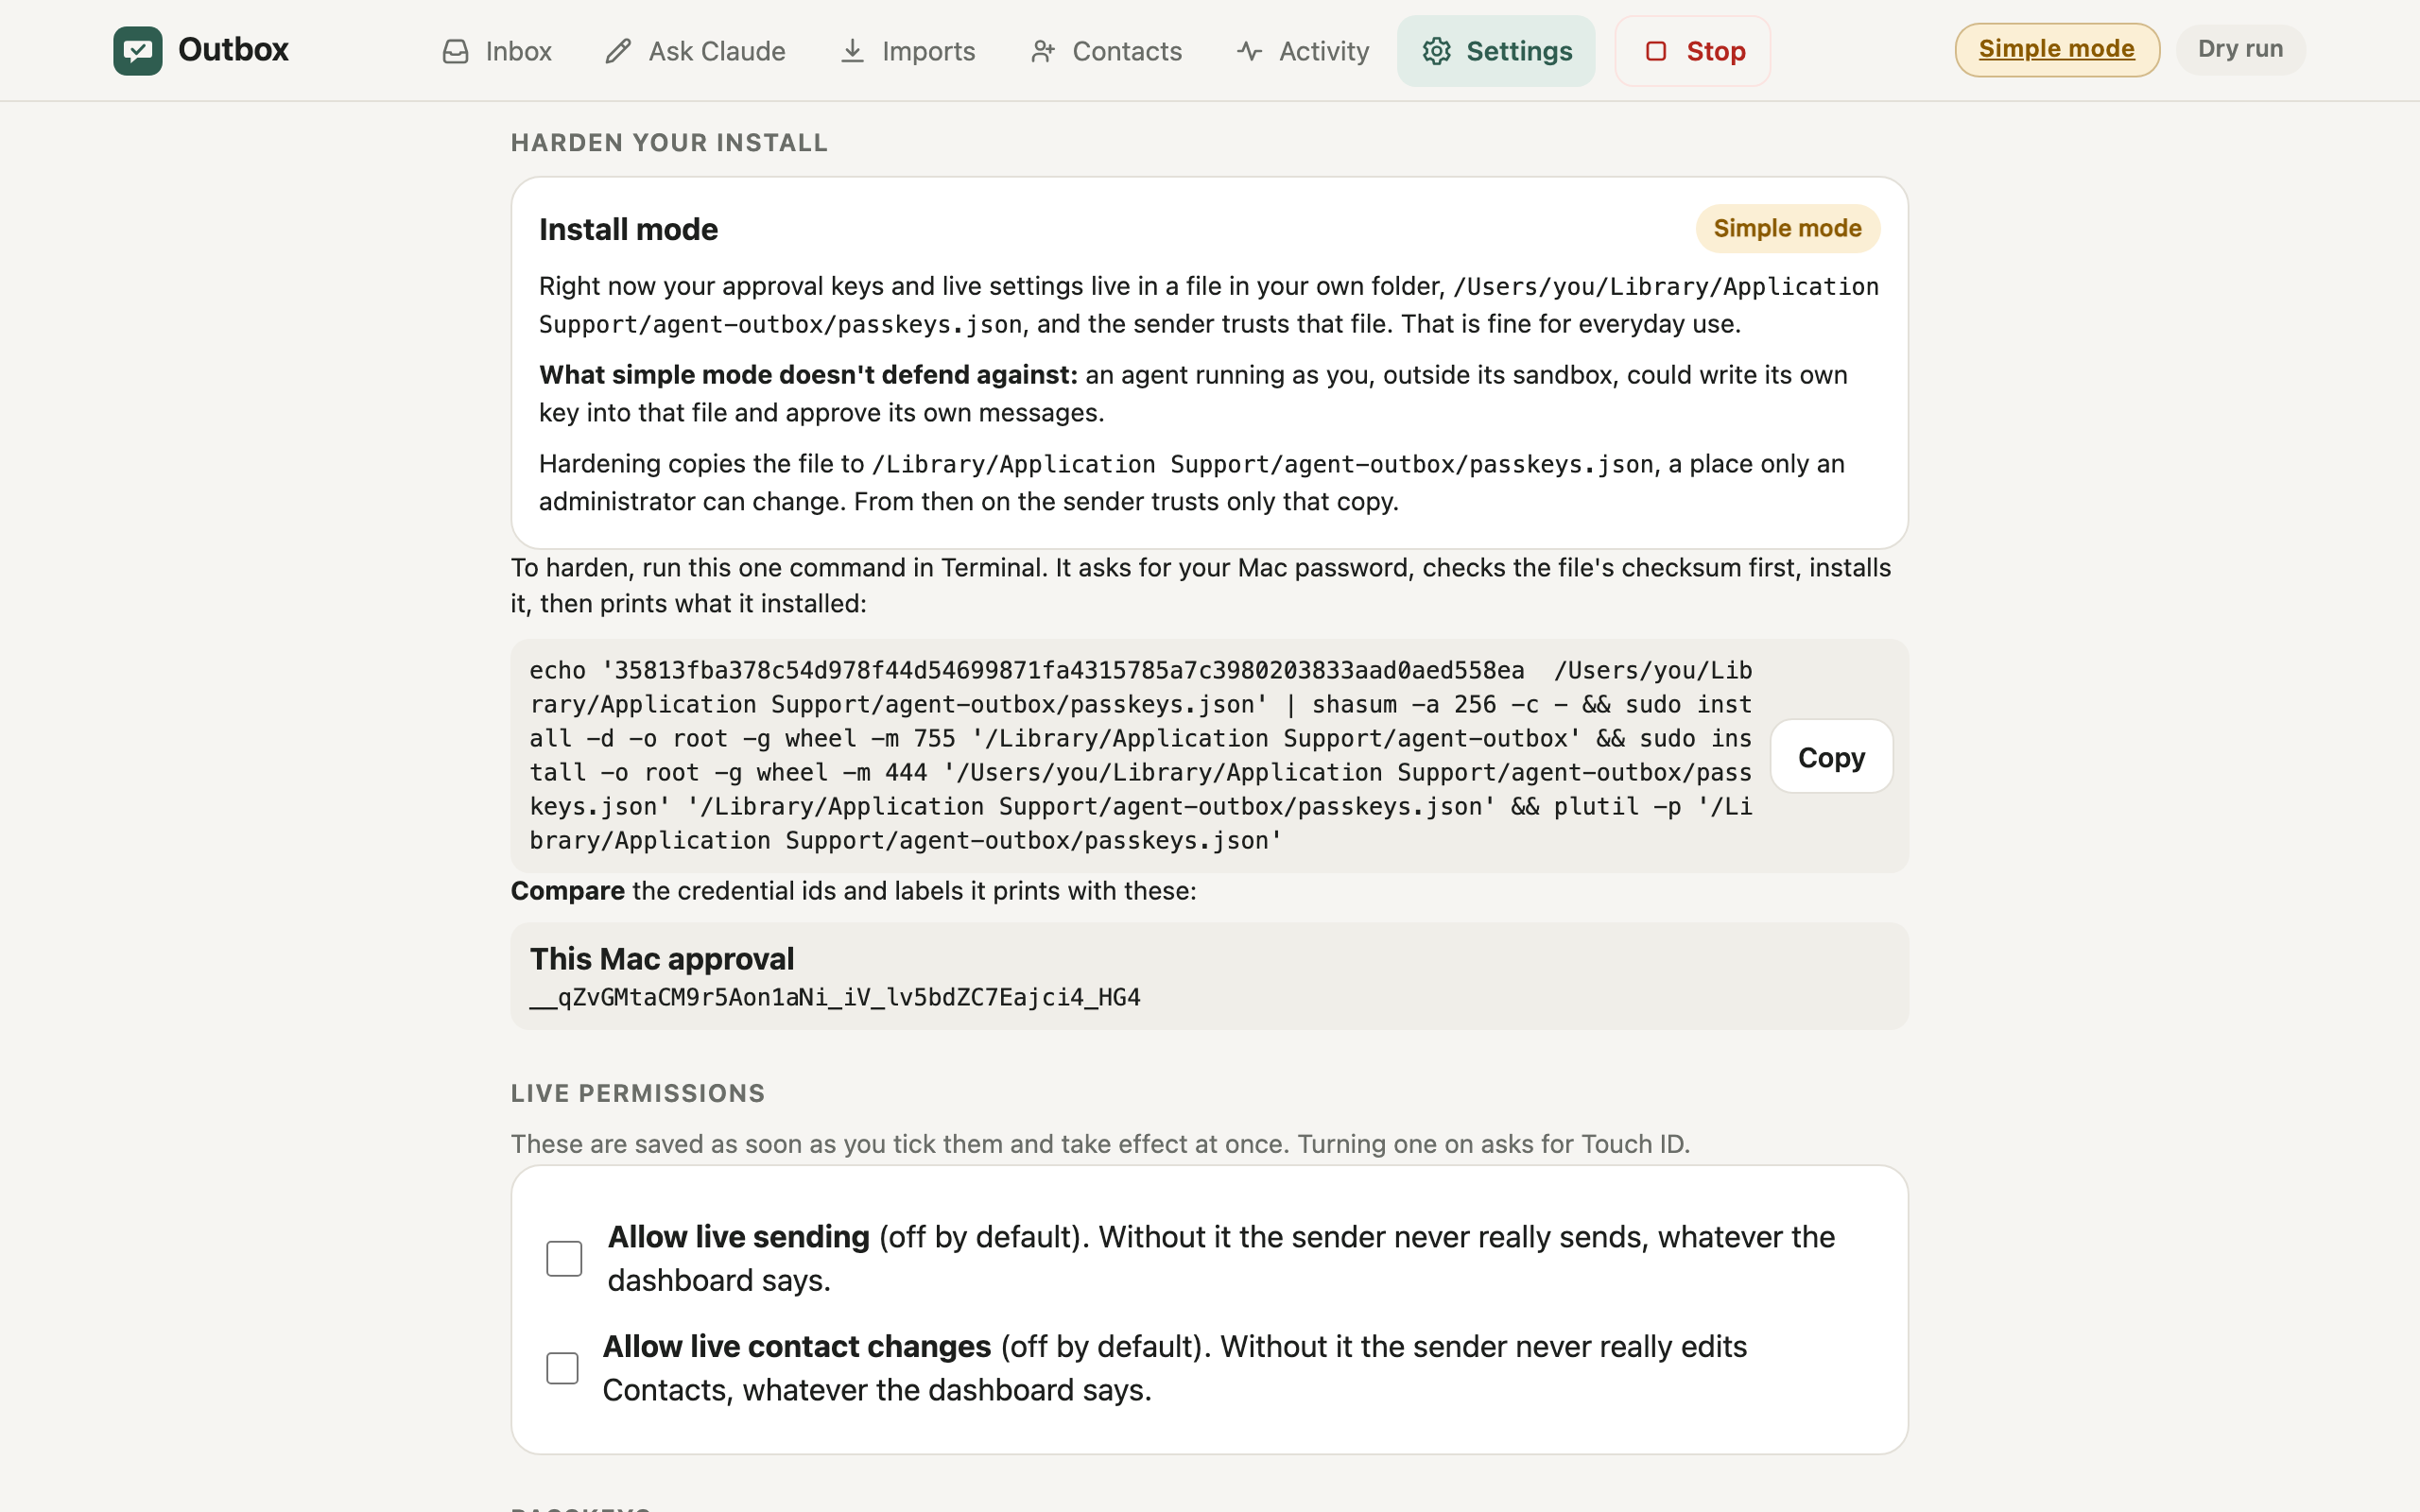 Outbox
Inbox
Ask Claude
Imports
Contacts
Activity
Settings
Stop
Simple mode
Dry run
HARDEN YOUR INSTALL
Install mode
Simple mode
Right now your approval keys and live settings live in a file in your own folder, /Users/you/Library/Application
Support/agent-outbox/passkeys.json, and the sender trusts that file. That is fine for everyday use.
What simple mode doesn't defend against: an agent running as you, outside its sandbox, could write its own
key into that file and approve its own messages.
Hardening copies the file to /Library/Application Support/agent-outbox/passkeys.json, a place only an
administrator can change. From then on the sender trusts only that copy.
To harden, run this one command in Terminal. It asks for your Mac password, checks the file's checksum first, installs
it, then prints what it installed:
echo '35813fba378c54d978f44d54699871fa4315785a7c3980203833aad0aed558ea  /Users/you/Lib
rary/Application Support/agent-outbox/passkeys.json' | shasum -a 256 -c - && sudo inst
all -d -o root -g wheel -m 755 '/Library/Application Support/agent-outbox' && sudo ins
tall -o root -g wheel -m 444 '/Users/you/Library/Application Support/agent-outbox/pass
keys.json' '/Library/Application Support/agent-outbox/passkeys.json' && plutil -p '/Li
brary/Application Support/agent-outbox/passkeys.json'
Copy
Compare the credential ids and labels it prints with these:
This Mac approval
__qZvGMtaCM9r5Aon1aNi_iV_lv5bdZC7Eajci4_HG4
LIVE PERMISSIONS
These are saved as soon as you tick them and take effect at once. Turning one on asks for Touch ID.
Allow live sending (off by default). Without it the sender never really sends, whatever the
dashboard says.
Allow live contact changes (off by default). Without it the sender never really edits
Contacts, whatever the dashboard says.